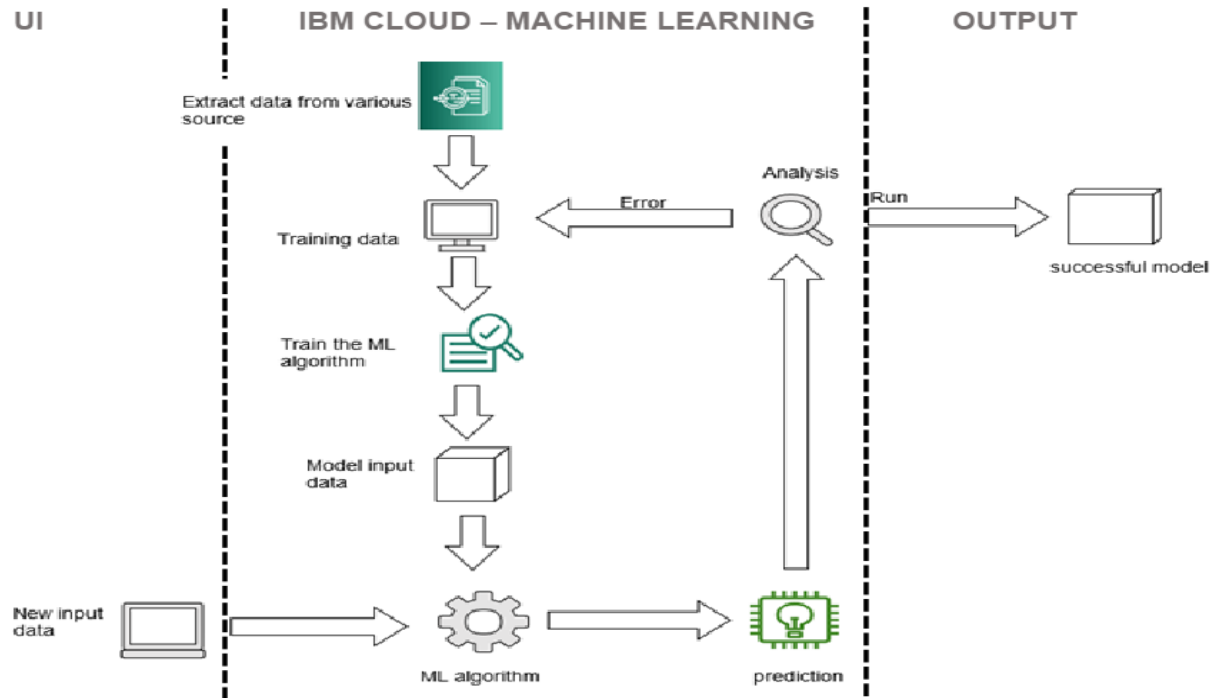 UI
IBM CLOUD – MACHINE LEARNING
OUTPUT
Extract data from various
source
Analysis
Error
Run
Training data
successful model
Train the ML
algorithm
Model input
data
New input
data
ML algorithm
prediction